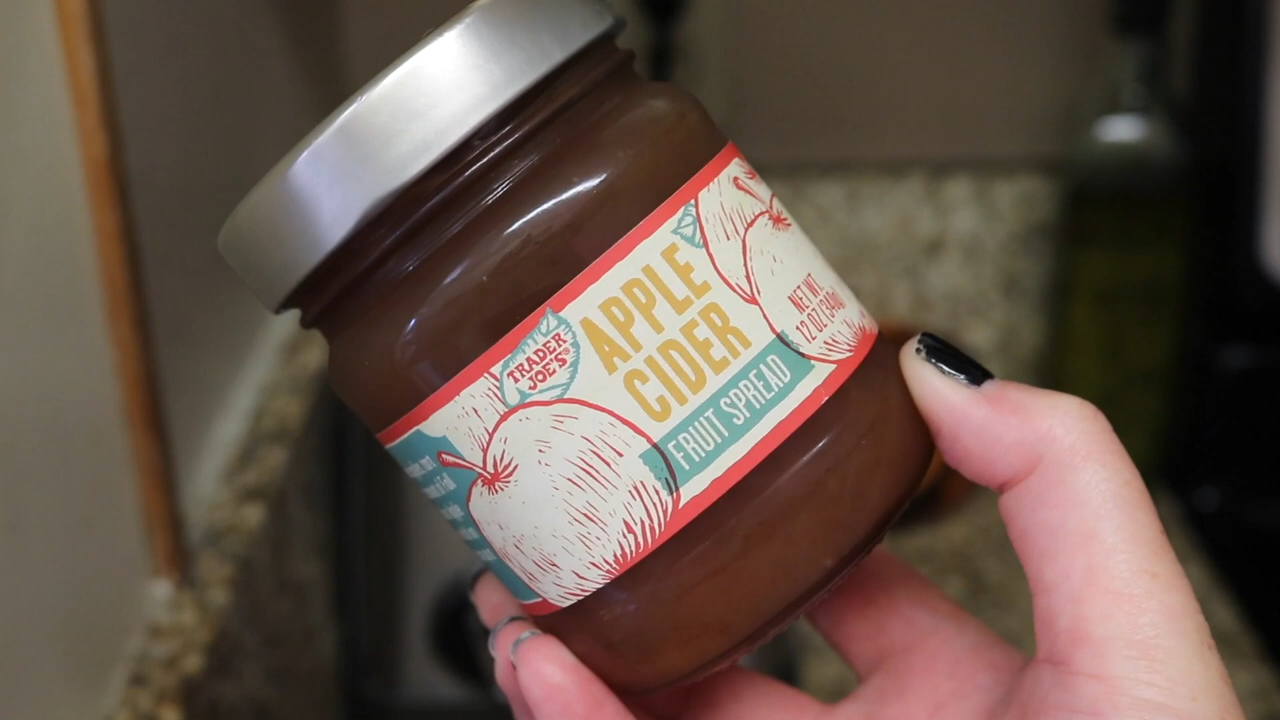 TRADER
JOE'S®
APPLE
CIDER
FRUIT SPREAD
NET WT.
12 OZ (340g)